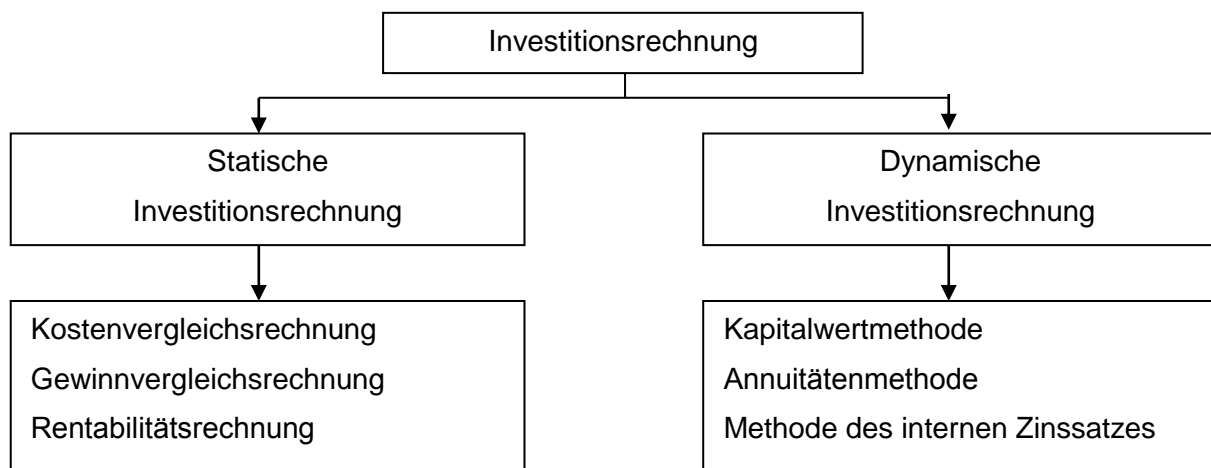 Investitionsrechnung
Statische
Investitionsrechnung
Dynamische
Investitionsrechnung
Kostenvergleichsrechnung
Gewinnvergleichsrechnung
Rentabilitätsrechnung
Kapitalwertmethode
Annuitätenmethode
Methode des internen Zinssatzes